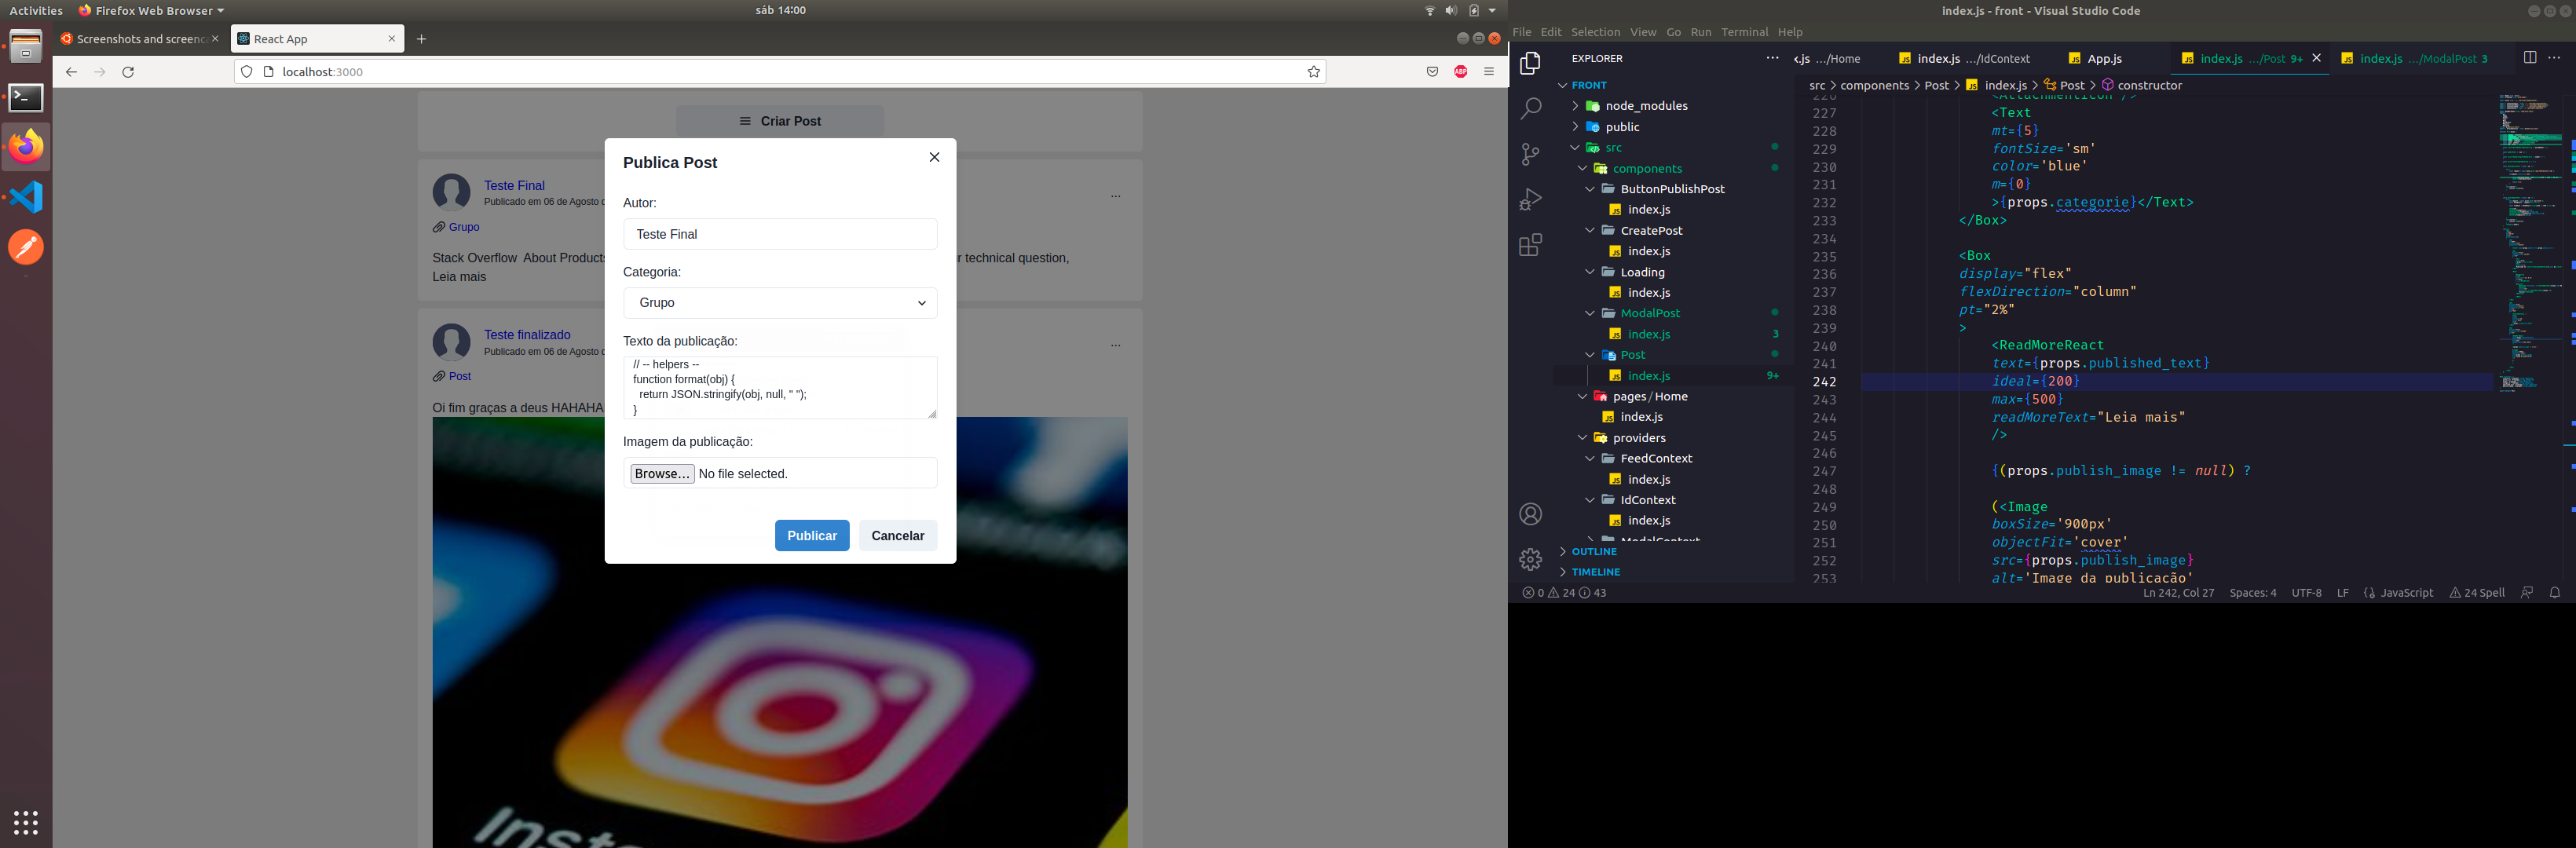 Activities
Firefox Web Browser
sáb 14:00
Screenshots and screenca
React App
localhost:3000
Criar Post
Publica Post
Autor:
Teste Final
Categoria:
Grupo
Texto da publicação:
// -- helpers --
function format(obj) {
return JSON.stringify(obj, null, " ");
}
Imagem da publicação:
Browse... No file selected.
Publicar
Cancelar
Teste Final
Publicado em 06 de Agosto d
...
Grupo
Stack Overflow About Products
r technical question,
Leia mais
Teste finalizado
Publicado em 06 de Agosto d
...
Post
Oi fim graças a deus HAHAHA
Inst
ABP
index.js - front - Visual Studio Code
File Edit Selection View Go Run Terminal Help
EXPLORER
FRONT
node_modules
public
src
components
ButtonPublishPost
index.js
CreatePost
index.js
Loading
index.js
ModalPost
index.js 3
Post
index.js 9+
pages / Home
index.js
providers
FeedContext
index.js
IdContext
index.js
ModalContext
OUTLINE
TIMELINE
.js .../Home
index.js .../IdContext
App.js
index.js .../Post 9+
index.js .../ModalPost 3
src > components > Post > index.js > Post > constructor
226 <AttachmentIcon />
227 <Text
228 mt={5}
229 fontSize='sm'
230 color='blue'
231 m={0}
232 >{props.categorie}</Text>
233 </Box>
234
235 <Box
236 display="flex"
237 flexDirection="column"
238 pt="2%"
239 >
240 <ReadMoreReact
241 text={props.published_text}
242 ideal={200}
243 max={500}
244 readMoreText="Leia mais"
245 />
246
247 {(props.publish_image != null) ?
248
249 (<Image
250 boxSize='900px'
251 objectFit='cover'
252 src={props.publish_image}
253 alt='Image da publicação'
0 24 43
Ln 242, Col 27 Spaces: 4 UTF-8 LF JavaScript 24 Spell